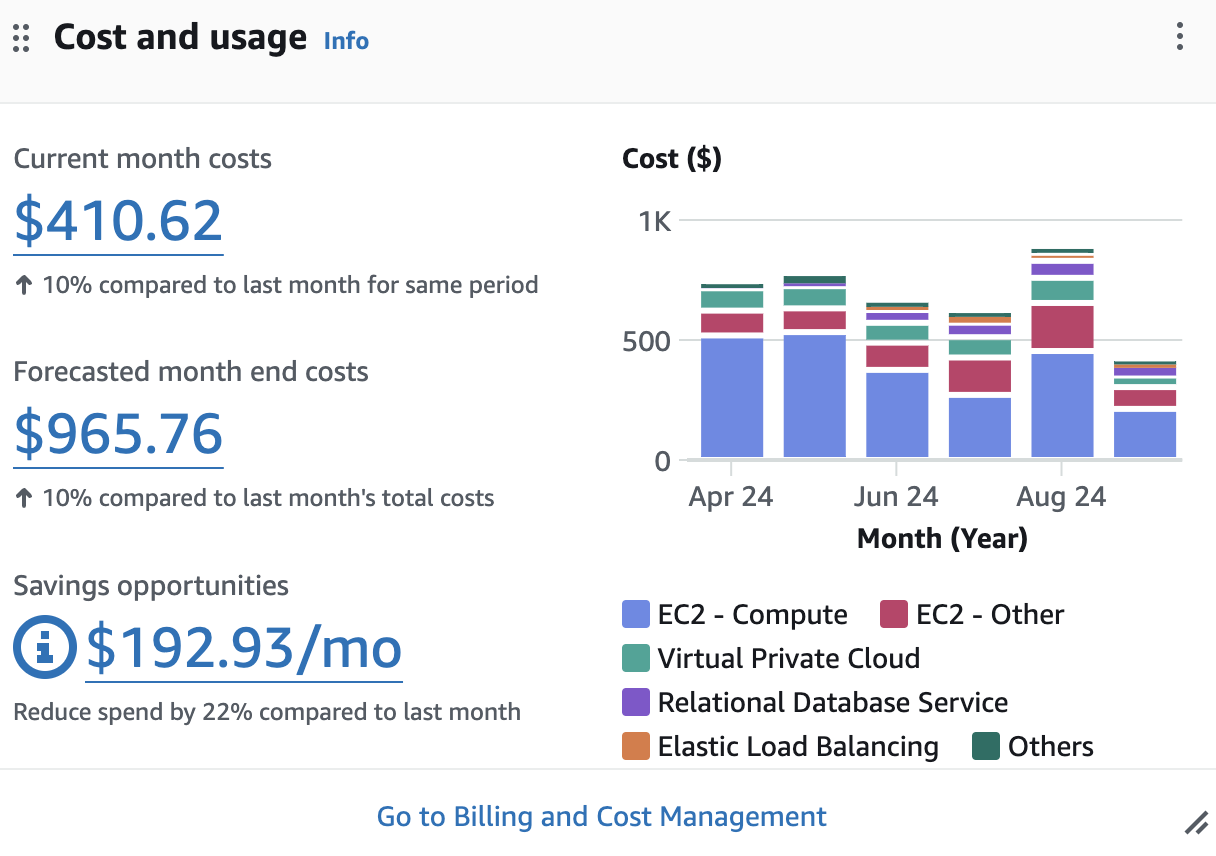 Cost and usage Info
Current month costs
$410.62
↑ 10% compared to last month for same period
Forecasted month end costs
$965.76
↑ 10% compared to last month's total costs
Savings opportunities
$192.93/mo
Reduce spend by 22% compared to last month
Cost ($)
1K
500
0
Apr 24 Jun 24 Aug 24
Month (Year)
EC2 - Compute EC2 - Other
Virtual Private Cloud
Relational Database Service
Elastic Load Balancing Others
Go to Billing and Cost Management